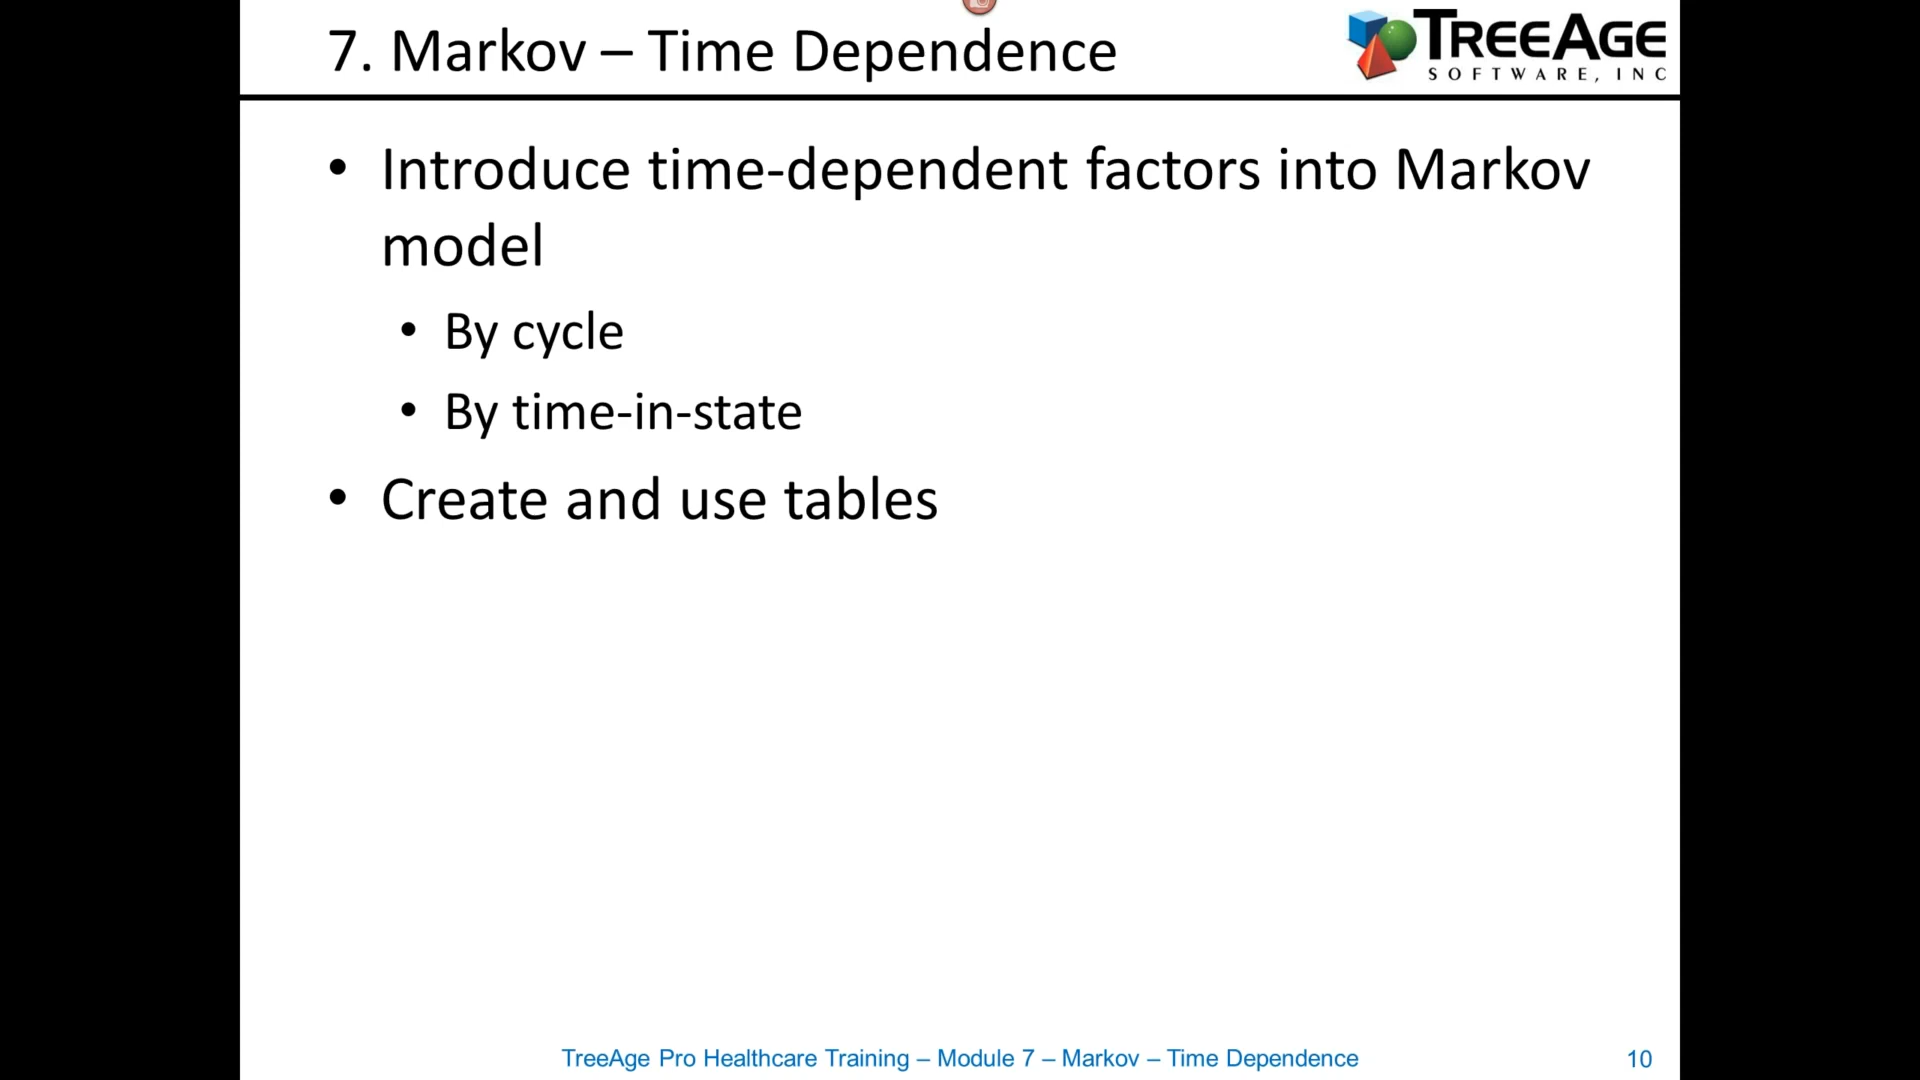 7. Markov – Time Dependence
TREEAGE
SOFTWARE, INC
• Introduce time-dependent factors into Markov
model
• By cycle
• By time-in-state
• Create and use tables
TreeAge Pro Healthcare Training – Module 7 – Markov – Time Dependence
10